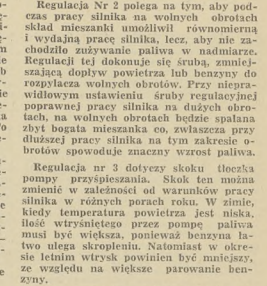 Regulacja Nr 2 polega na tym, aby pod-
czas pracy silnika na wolnych obrotach
skład mieszanki umożliwił równomierną
i wydajną pracę silnika, lecz, aby nie za-
chodziło zużywanie paliwa w nadmiarze.
Regulacji tej dokonuje się śrubą, zmniej-
szającą dopływ powietrza lub benzyny do
rozpylacza wolnych obrotów. Przy niepra-
widłowym ustawieniu śruby regulacyjnej
poprawnej pracy silnika na dużych obro-
tach, na wolnych obrotach będzie spalana
zbyt bogata mieszanka co, zwłaszcza przy
dłuższej pracy silnika na tym zakresie o-
brotów spowoduje znaczny wzrost paliwa.
Regulacja nr 3 dotyczy skoku tłoczka
pompy przyśpieszania. Skok ten można
zmienić w zależności od warunków pracy
silnika w różnych porach roku. W zimie,
kiedy temperatura powietrza jest niska,
ilość wtryśniętego przez pompę paliwa
musi być większa, ponieważ benzyna ła-
two ulega skropleniu. Natomiast w okre-
sie letnim wtrysk powinien być mniejszy,
ze względu na większe parowanie ben-
zyny.